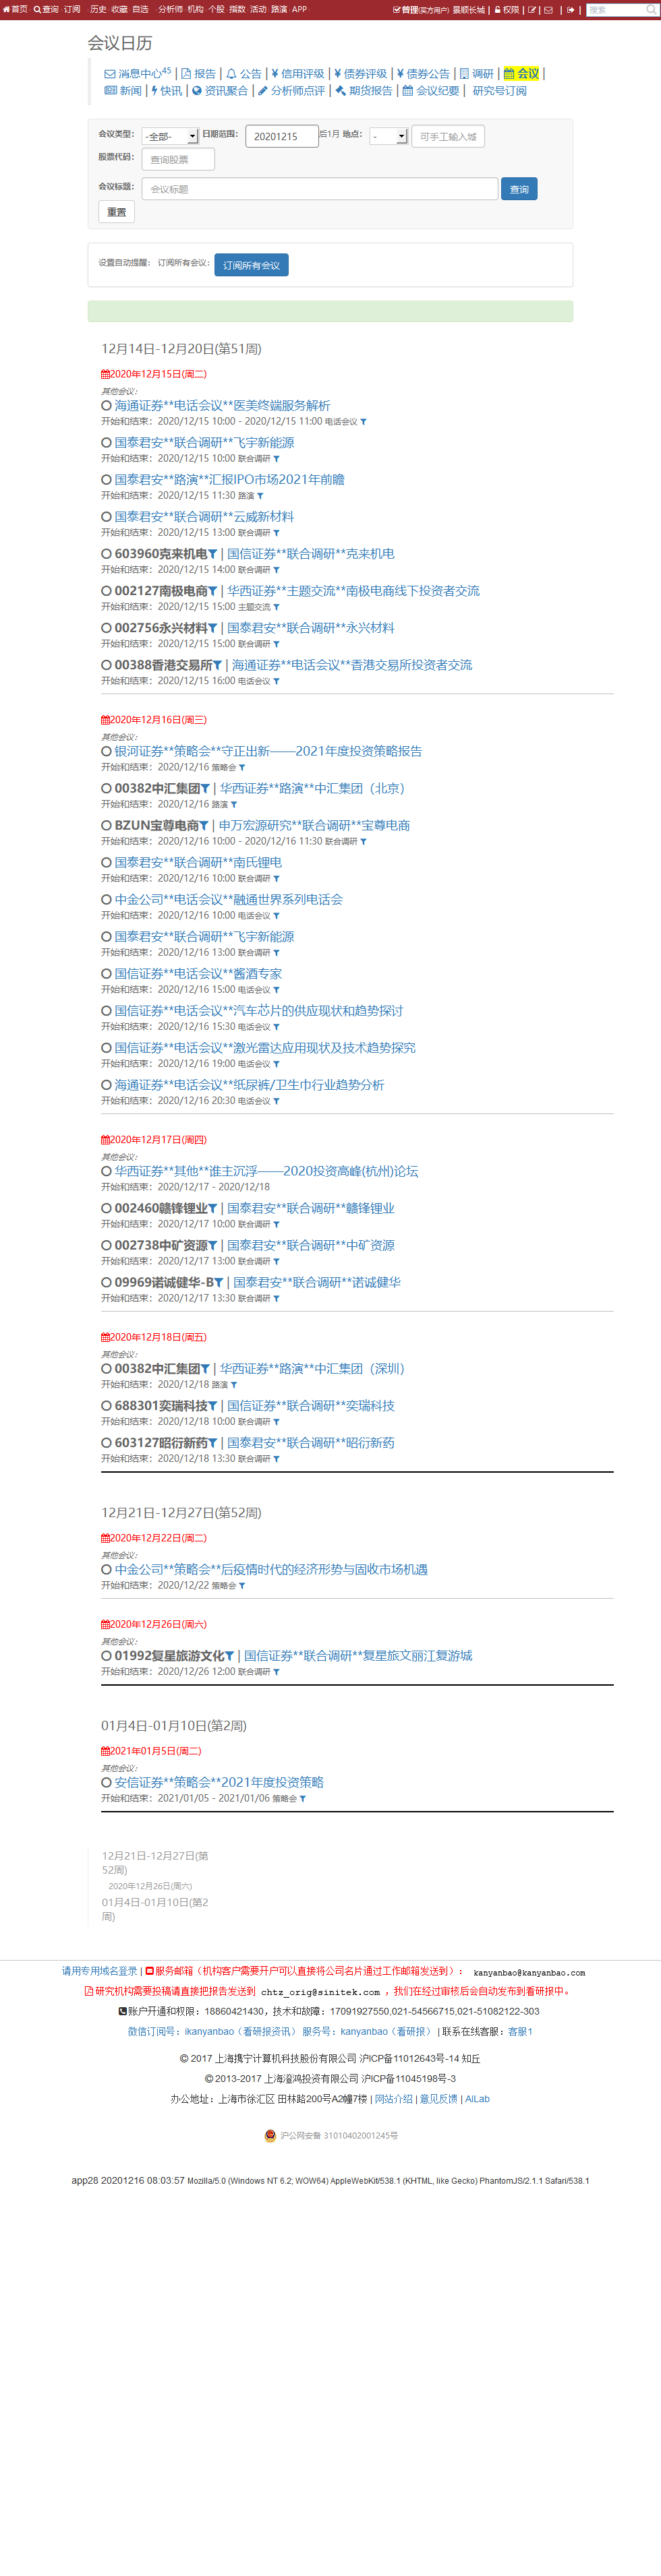 首页 查询 订阅 历史 收藏 自选 分析师 机构 个股 指数 活动 路演 APP 管理(买方用户) 景顺长城 | 权限 | | | | 搜索
会议日历
消息中心45 | 报告 | 公告 | ¥ 信用评级 | ¥ 债券评级 | ¥ 债券公告 | 调研 | 会议 |
新闻 | 快讯 | 资讯聚合 | 分析师点评 | 期货报告 | 会议纪要 | 研究号订阅
会议类型: -全部- 日期范围: 20201215 后1月 地点: - 可手工输入城
股票代码: 查询股票
会议标题: 会议标题 查询
重置
设置自动提醒: 订阅所有会议: 订阅所有会议
12月14日-12月20日(第51周)
2020年12月15日(周二)
其他会议:
海通证券**电话会议**医美终端服务解析
开始和结束: 2020/12/15 10:00 - 2020/12/15 11:00 电话会议
国泰君安**联合调研**飞宇新能源
开始和结束: 2020/12/15 10:00 联合调研
国泰君安**路演**汇报IPO市场2021年前瞻
开始和结束: 2020/12/15 11:30 路演
国泰君安**联合调研**云威新材料
开始和结束: 2020/12/15 13:00 联合调研
603960克来机电 | 国信证券**联合调研**克来机电
开始和结束: 2020/12/15 14:00 联合调研
002127南极电商 | 华西证券**主题交流**南极电商线下投资者交流
开始和结束: 2020/12/15 15:00 主题交流
002756永兴材料 | 国泰君安**联合调研**永兴材料
开始和结束: 2020/12/15 15:00 联合调研
00388香港交易所 | 海通证券**电话会议**香港交易所投资者交流
开始和结束: 2020/12/15 16:00 电话会议
2020年12月16日(周三)
其他会议:
银河证券**策略会**守正出新——2021年度投资策略报告
开始和结束: 2020/12/16 策略会
00382中汇集团 | 华西证券**路演**中汇集团（北京）
开始和结束: 2020/12/16 路演
BZUN宝尊电商 | 申万宏源研究**联合调研**宝尊电商
开始和结束: 2020/12/16 10:00 - 2020/12/16 11:30 联合调研
国泰君安**联合调研**南氏锂电
开始和结束: 2020/12/16 10:00 联合调研
中金公司**电话会议**融通世界系列电话会
开始和结束: 2020/12/16 10:00 电话会议
国泰君安**联合调研**飞宇新能源
开始和结束: 2020/12/16 13:00 联合调研
国信证券**电话会议**酱酒专家
开始和结束: 2020/12/16 15:00 电话会议
国信证券**电话会议**汽车芯片的供应现状和趋势探讨
开始和结束: 2020/12/16 15:30 电话会议
国信证券**电话会议**激光雷达应用现状及技术趋势探究
开始和结束: 2020/12/16 19:00 电话会议
海通证券**电话会议**纸尿裤/卫生巾行业趋势分析
开始和结束: 2020/12/16 20:30 电话会议
2020年12月17日(周四)
其他会议:
华西证券**其他**谁主沉浮——2020投资高峰(杭州)论坛
开始和结束: 2020/12/17 - 2020/12/18
002460赣锋锂业 | 国泰君安**联合调研**赣锋锂业
开始和结束: 2020/12/17 10:00 联合调研
002738中矿资源 | 国泰君安**联合调研**中矿资源
开始和结束: 2020/12/17 13:00 联合调研
09969诺诚健华-B | 国泰君安**联合调研**诺诚健华
开始和结束: 2020/12/17 13:30 联合调研
2020年12月18日(周五)
其他会议:
00382中汇集团 | 华西证券**路演**中汇集团（深圳）
开始和结束: 2020/12/18 路演
688301奕瑞科技 | 国信证券**联合调研**奕瑞科技
开始和结束: 2020/12/18 10:00 联合调研
603127昭衍新药 | 国泰君安**联合调研**昭衍新药
开始和结束: 2020/12/18 13:30 联合调研
12月21日-12月27日(第52周)
2020年12月22日(周二)
其他会议:
中金公司**策略会**后疫情时代的经济形势与固收市场机遇
开始和结束: 2020/12/22 策略会
2020年12月26日(周六)
其他会议:
01992复星旅游文化 | 国信证券**联合调研**复星旅文丽江复游城
开始和结束: 2020/12/26 12:00 联合调研
01月4日-01月10日(第2周)
2021年01月5日(周二)
其他会议:
安信证券**策略会**2021年度投资策略
开始和结束: 2021/01/05 - 2021/01/06 策略会
12月21日-12月27日(第
52周)
2020年12月26日(周六)
01月4日-01月10日(第2
周)
请用专用域名登录 | 服务邮箱（机构客户需要开户可以直接将公司名片通过工作邮箱发送到）: kanyanbao@kanyanbao.com
研究机构需要投稿请直接把报告发送到 chtz_orig@sinitek.com ，我们在经过审核后会自动发布到看研报中。
账户开通和权限: 18860421430，技术和故障: 17091927550,021-54566715,021-51082122-303
微信订阅号: ikanyanbao（看研报资讯） 服务号: kanyanbao（看研报） | 联系在线客服: 客服1
© 2017 上海携宁计算机科技股份有限公司 沪ICP备11012643号-14 知丘
© 2013-2017 上海淦鸿投资有限公司 沪ICP备11045198号-3
办公地址: 上海市徐汇区 田林路200号A2幢7楼 | 网站介绍 | 意见反馈 | AILab
沪公网安备 31010402001245号
app28 20201216 08:03:57 Mozilla/5.0 (Windows NT 6.2; WOW64) AppleWebKit/538.1 (KHTML, like Gecko) PhantomJS/2.1.1 Safari/538.1